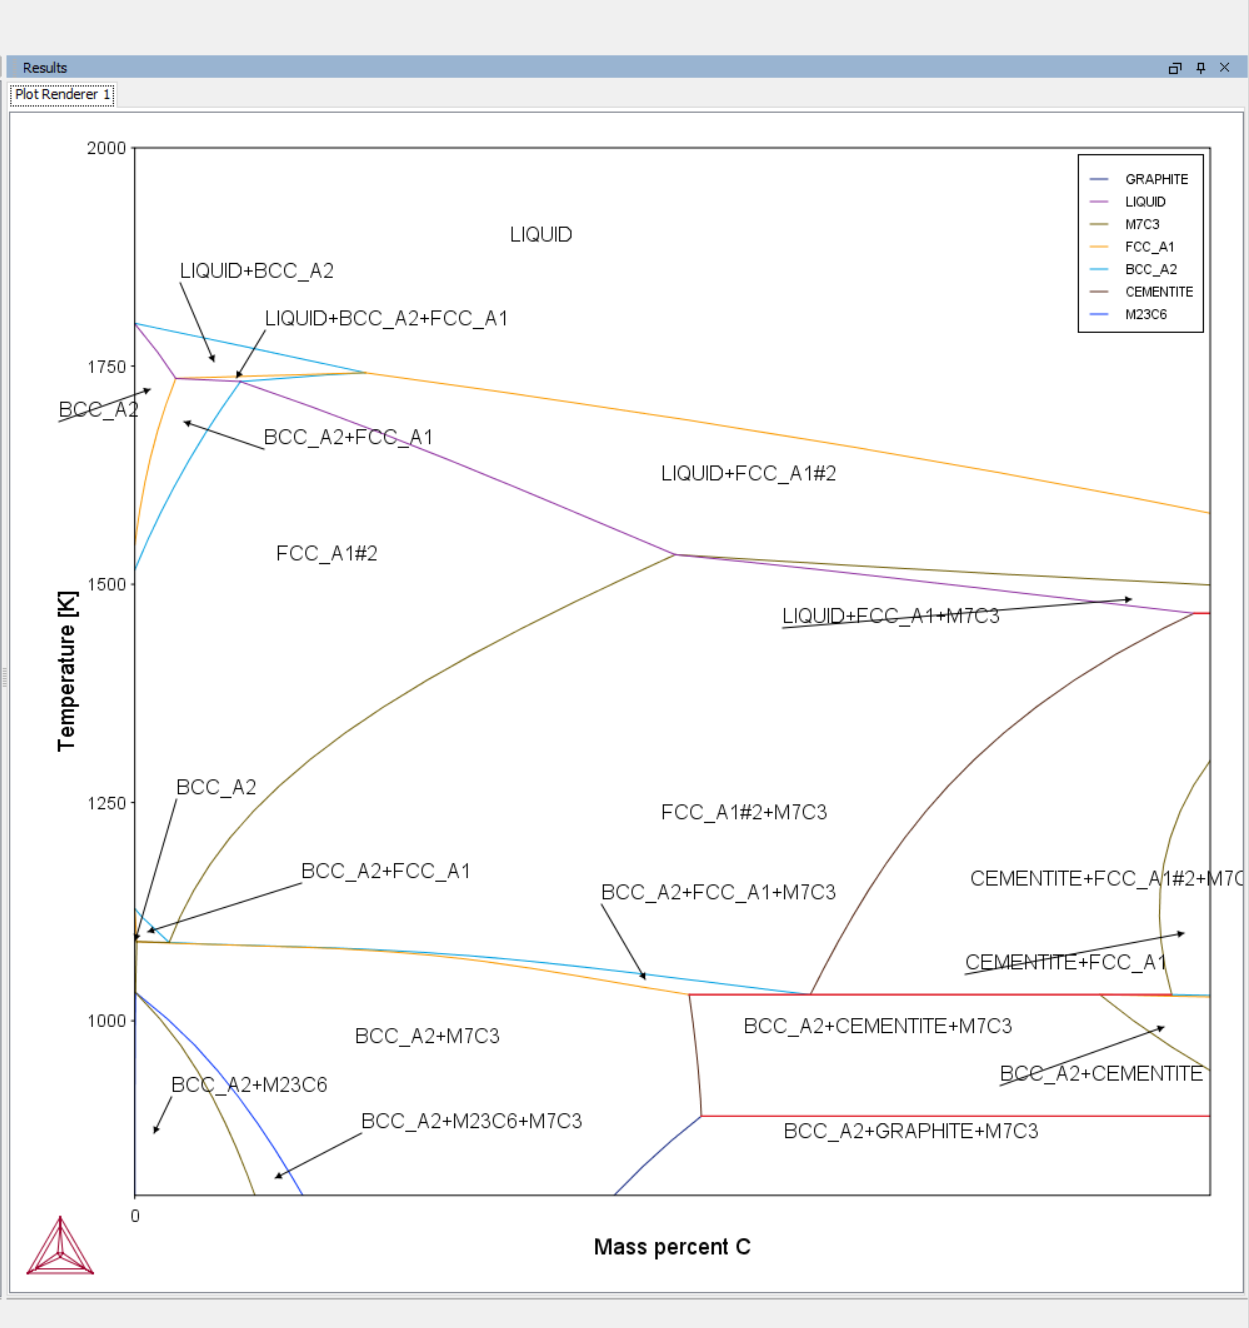 Results
Plot Renderer 1
2000
GRAPHITE
LIQUID
M7C3
FCC_A1
BCC_A2
CEMENTITE
M23C6
LIQUID
LIQUID+BCC_A2
LIQUID+BCC_A2+FCC_A1
1750
BCC_A2
BCC_A2+FCC_A1
LIQUID+FCC_A1#2
FCC_A1#2
1500
LIQUID+FCC_A1+M7C3
Temperature [K]
BCC_A2
1250
FCC_A1#2+M7C3
BCC_A2+FCC_A1
CEMENTITE+FCC_A1#2+M7C
BCC_A2+FCC_A1+M7C3
CEMENTITE+FCC_A1
1000
BCC_A2+CEMENTITE+M7C3
BCC_A2+M7C3
BCC_A2+CEMENTITE
BCC_A2+M23C6
BCC_A2+M23C6+M7C3
BCC_A2+GRAPHITE+M7C3
0
Mass percent C